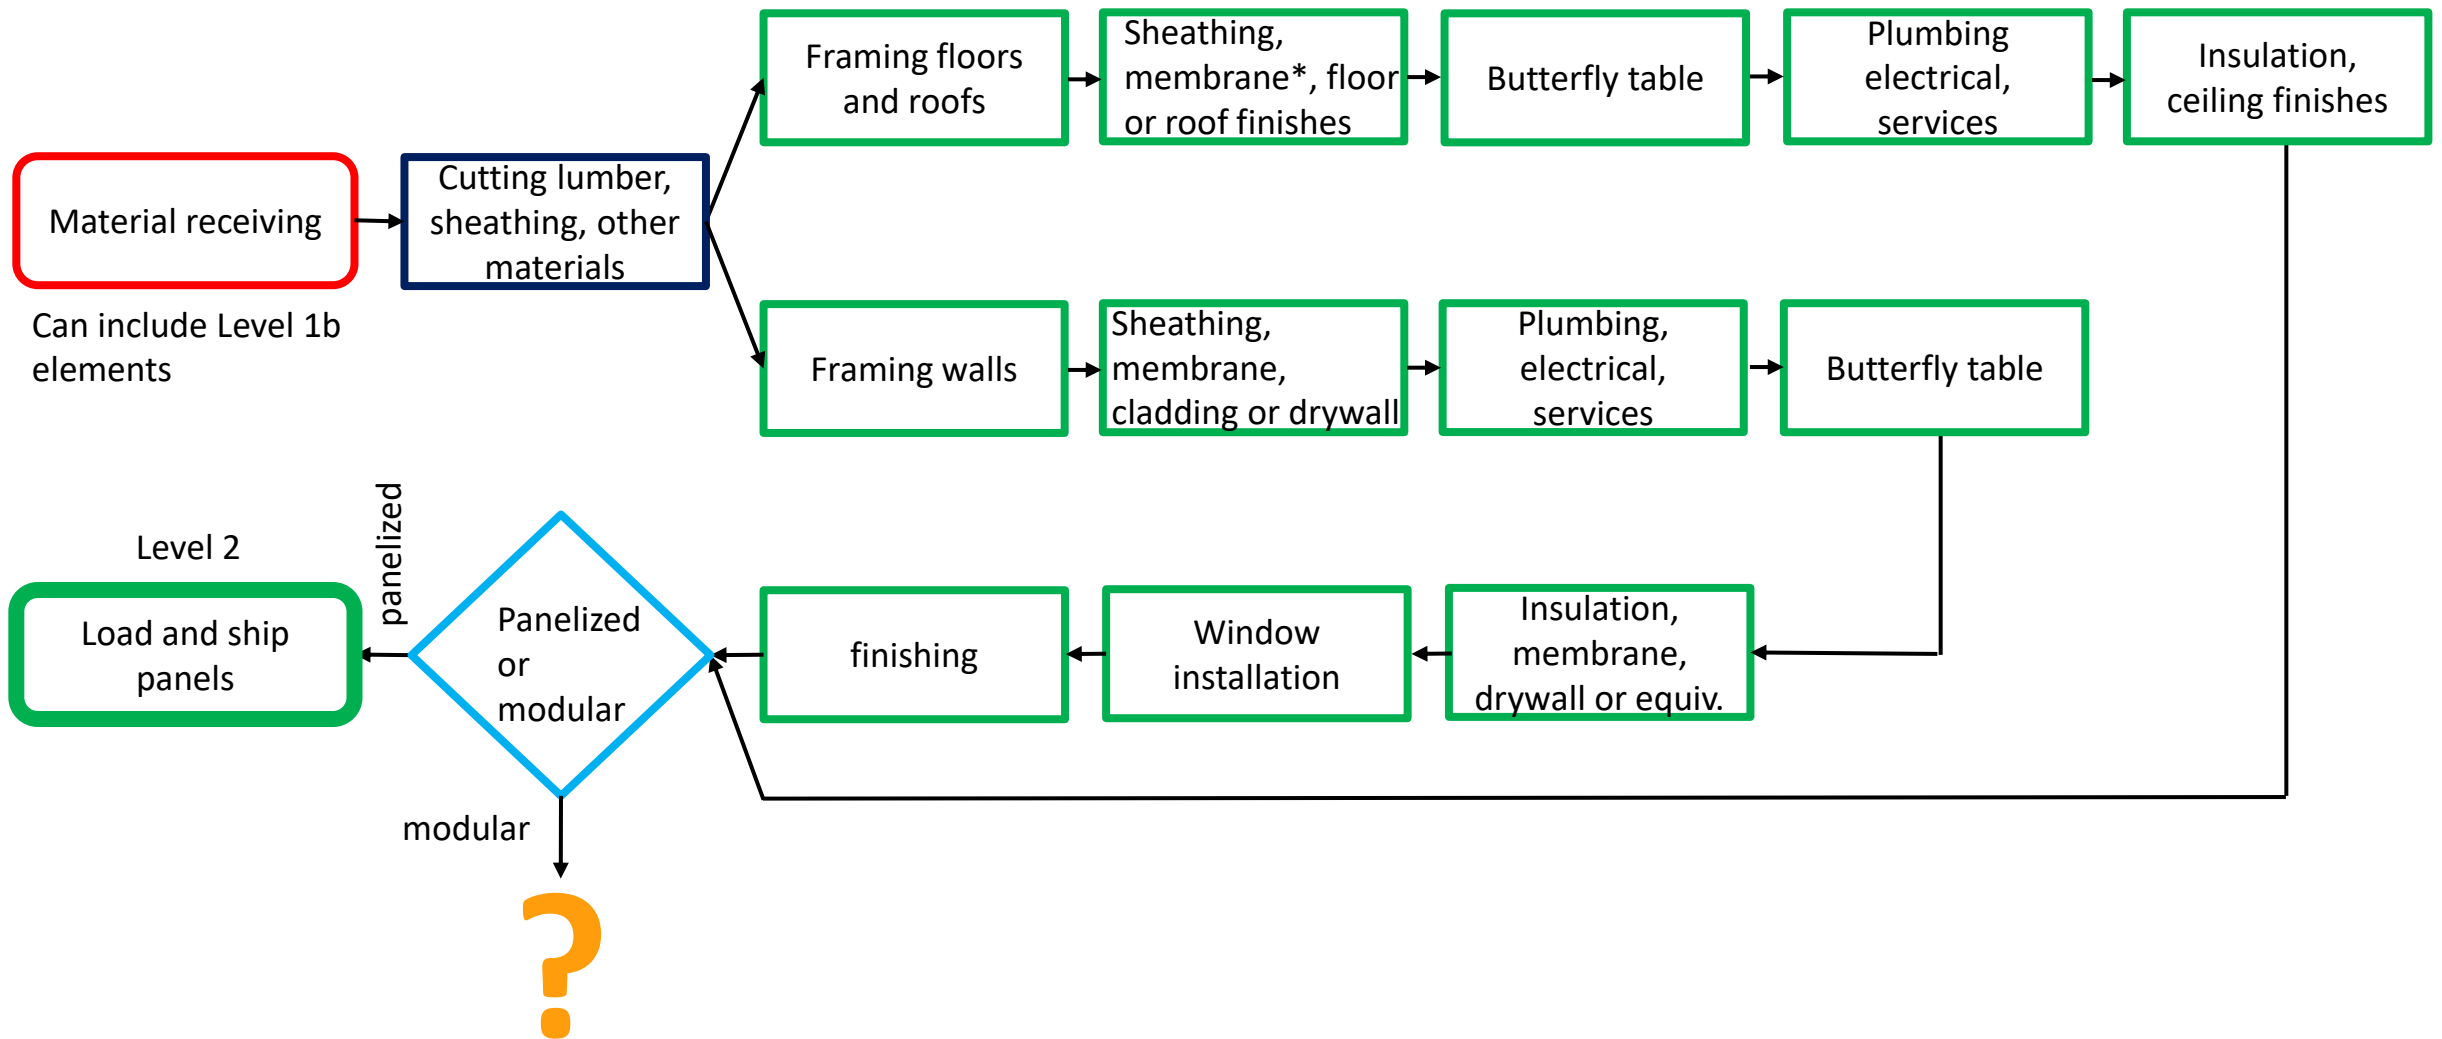 Framing floors
and roofs
Sheathing,
membrane*, floor
or roof finishes
Butterfly table
Plumbing
electrical,
services
Insulation,
ceiling finishes
Material receiving
Can include Level 1b
elements
Cutting lumber,
sheathing, other
materials
Framing walls
Sheathing,
membrane,
cladding or drywall
Plumbing,
electrical,
services
Butterfly table
Insulation,
membrane,
drywall or equiv.
Window
installation
finishing
Panelized
or
modular
panelized
Level 2
Load and ship
panels
modular
?